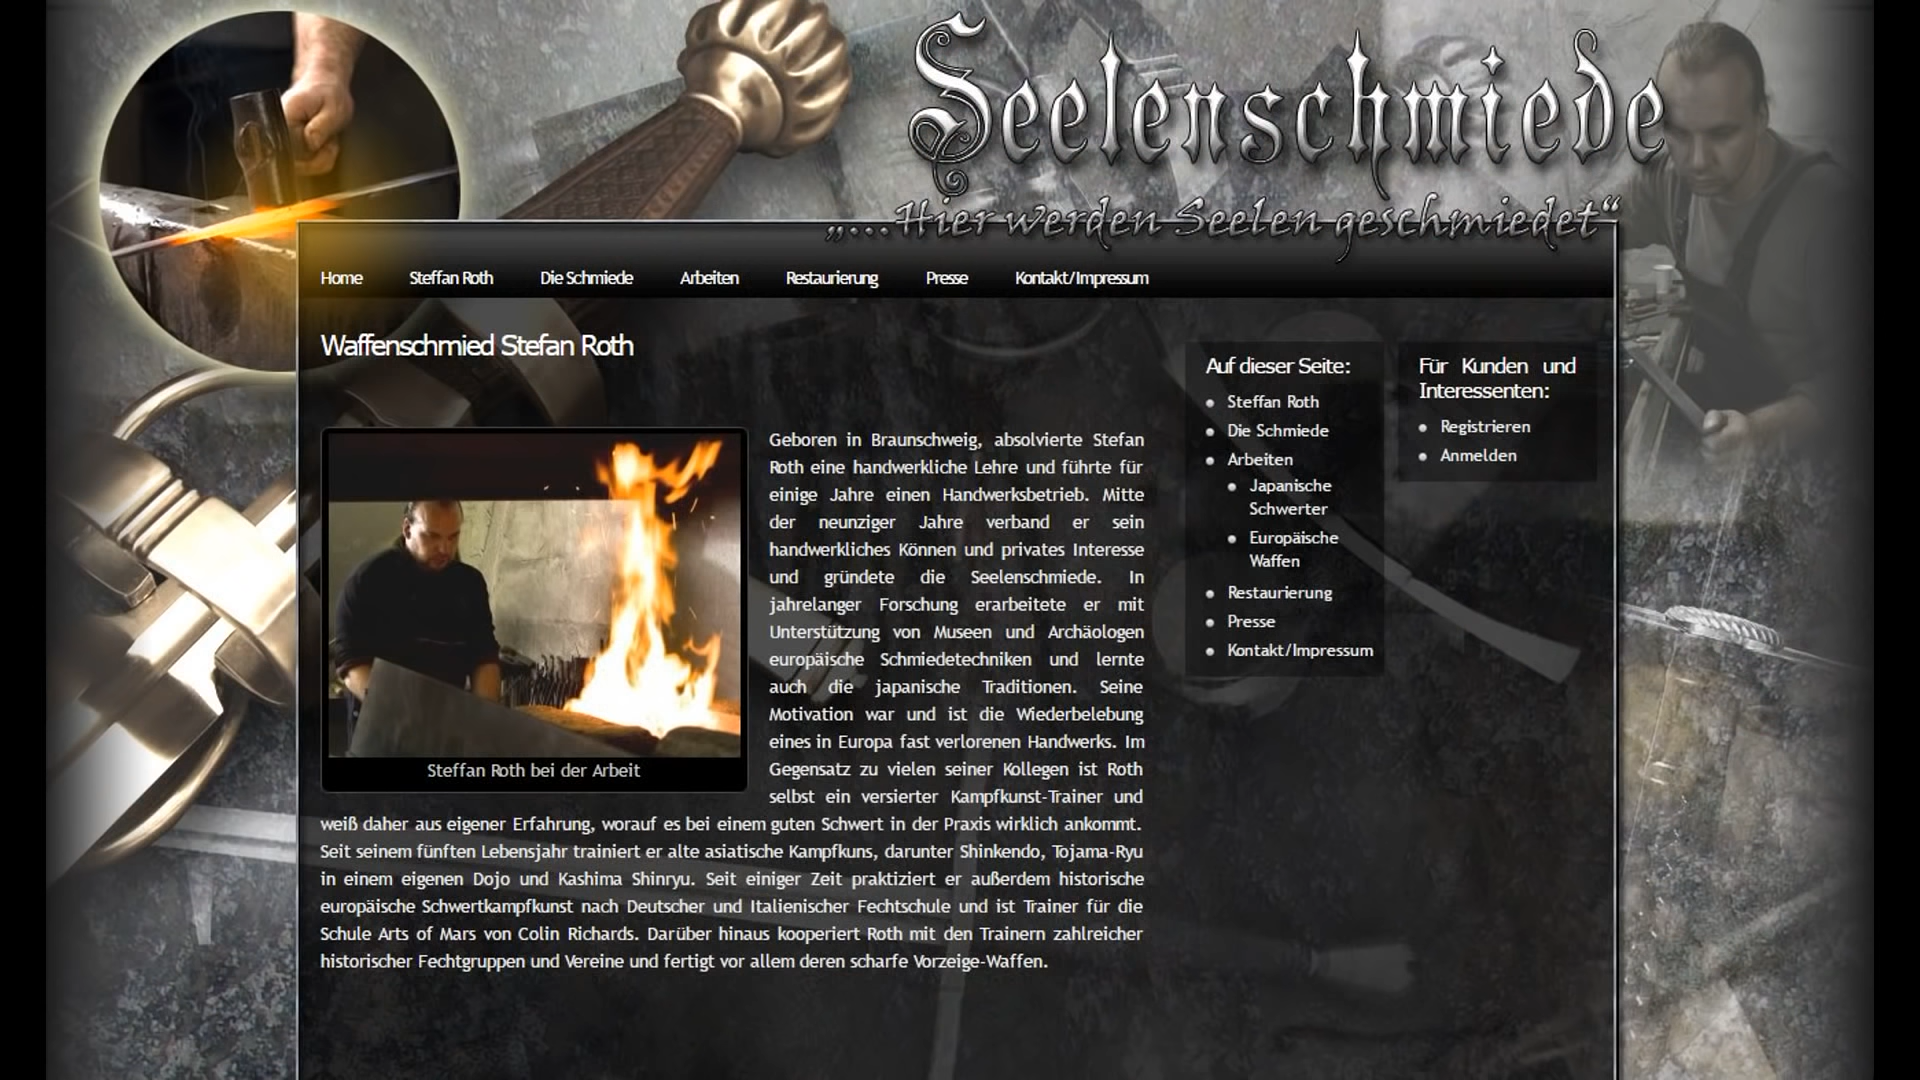 Seelenschmiede
„...Hier werden Seelen geschmiedet“
Home Steffan Roth Die Schmiede Arbeiten Restaurierung Presse Kontakt/Impressum
Waffenschmied Stefan Roth
Geboren in Braunschweig, absolvierte Stefan
Roth eine handwerkliche Lehre und führte für
einige Jahre einen Handwerksbetrieb. Mitte
der neunziger Jahre verband er sein
handwerkliches Können und privates Interesse
und gründete die Seelenschmiede. In
jahrelanger Forschung erarbeitete er mit
Unterstützung von Museen und Archäologen
europäische Schmiedetechniken und lernte
auch die japanische Traditionen. Seine
Motivation war und ist die Wiederbelebung
eines in Europa fast verlorenen Handwerks. Im
Gegensatz zu vielen seiner Kollegen ist Roth
selbst ein versierter Kampfkunst-Trainer und
weiß daher aus eigener Erfahrung, worauf es bei einem guten Schwert in der Praxis wirklich ankommt.
Seit seinem fünften Lebensjahr trainiert er alte asiatische Kampfkuns, darunter Shinkendo, Tojama-Ryu
in einem eigenen Dojo und Kashima Shinryu. Seit einiger Zeit praktiziert er außerdem historische
europäische Schwertkampfkunst nach Deutscher und Italienischer Fechtschule und ist Trainer für die
Schule Arts of Mars von Colin Richards. Darüber hinaus kooperiert Roth mit den Trainern zahlreicher
historischer Fechtgruppen und Vereine und fertigt vor allem deren scharfe Vorzeige-Waffen.
Steffan Roth bei der Arbeit
Auf dieser Seite:
Steffan Roth
Die Schmiede
Arbeiten
Japanische
Schwerter
Europäische
Waffen
Restaurierung
Presse
Kontakt/Impressum
Für Kunden und
Interessenten:
Registrieren
Anmelden